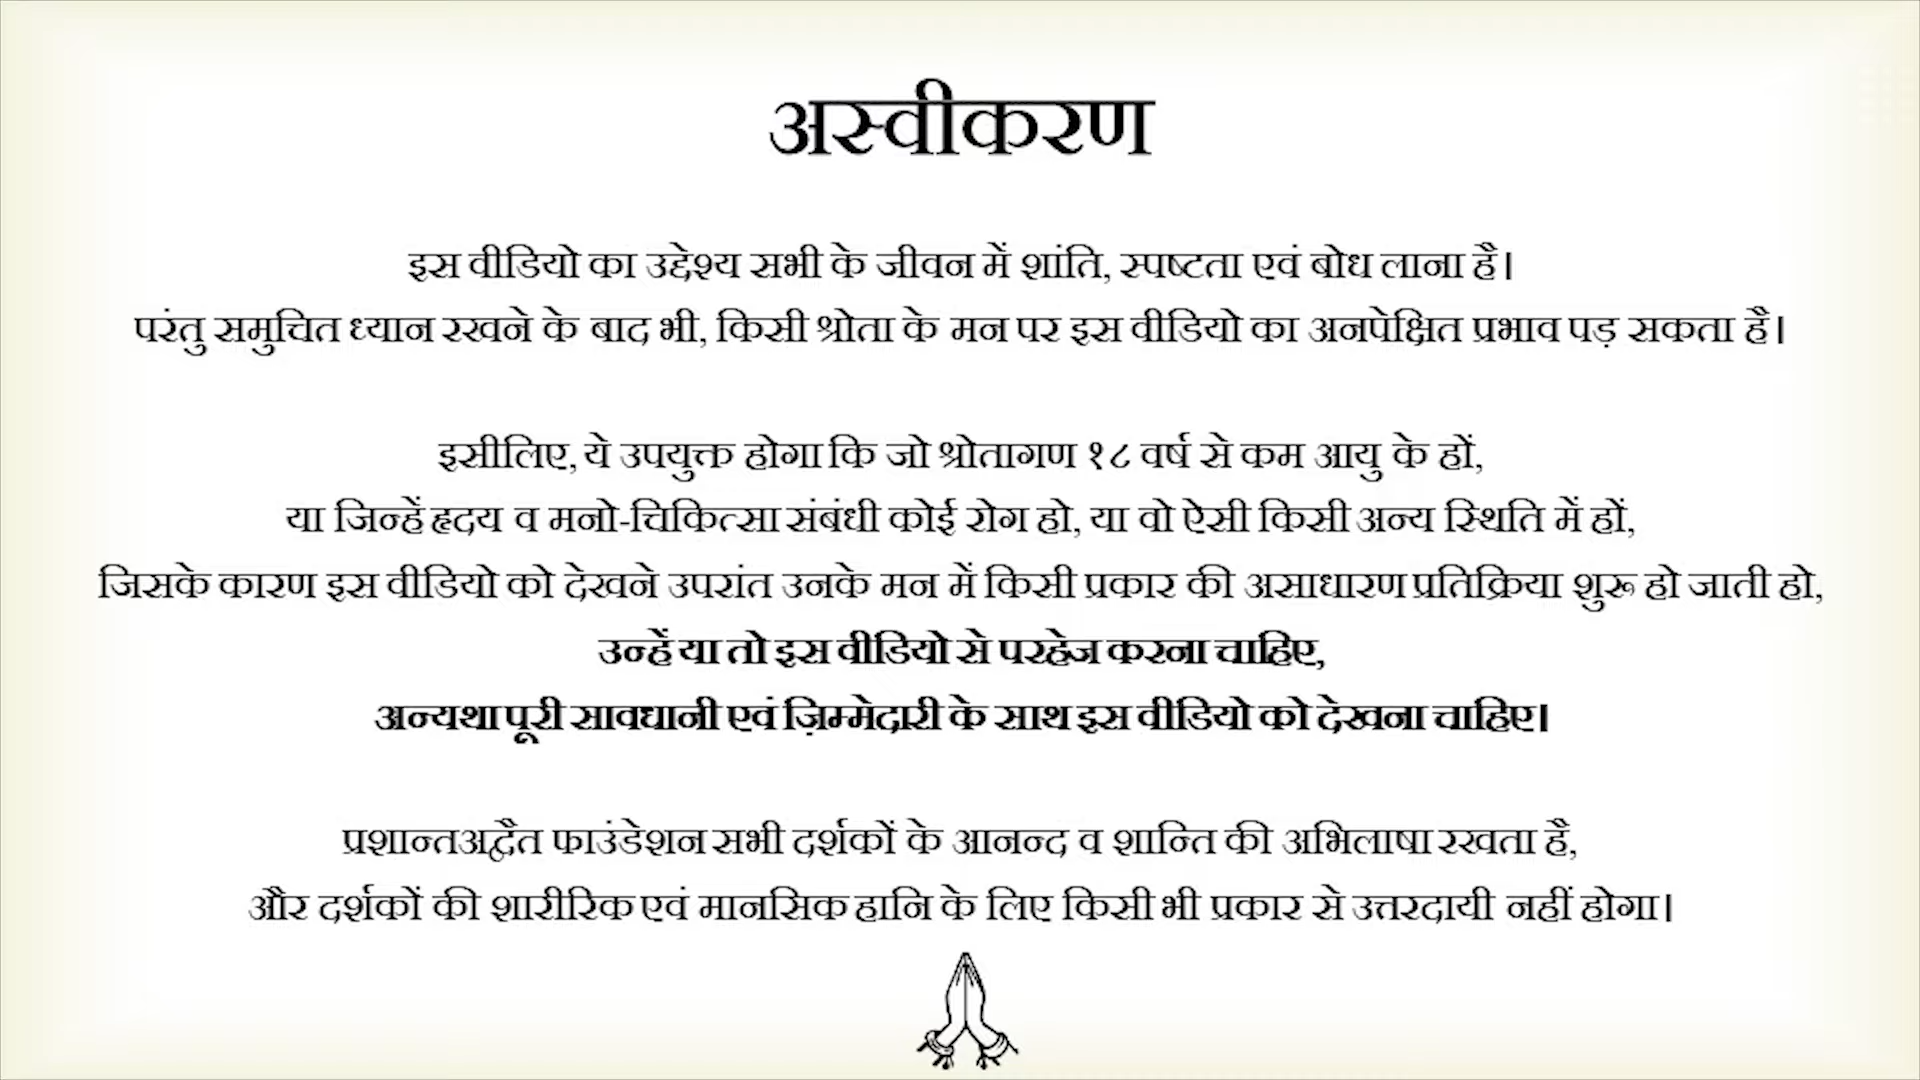 अस्वीकरण
इस वीडियो का उद्देश्य सभी के जीवन में शांति, स्पष्टता एवं बोध लाना है।
परंतु समुचित ध्यान रखने के बाद भी, किसी श्रोता के मन पर इस वीडियो का अनपेक्षित प्रभाव पड़ सकता है।
इसीलिए, ये उपयुक्त होगा कि जो श्रोतागण १८ वर्ष से कम आयु के हों,
या जिन्हें हृदय व मनो-चिकित्सा संबंधी कोई रोग हो, या वो ऐसी किसी अन्य स्थिति में हों,
जिसके कारण इस वीडियो को देखने उपरांत उनके मन में किसी प्रकार की असाधारण प्रतिक्रिया शुरू हो जाती हो,
उन्हें या तो इस वीडियो से परहेज करना चाहिए,
अन्यथा पूरी सावधानी एवं ज़िम्मेदारी के साथ इस वीडियो को देखना चाहिए।
प्रशान्तअद्वैत फाउंडेशन सभी दर्शकों के आनन्द व शान्ति की अभिलाषा रखता है,
और दर्शकों की शारीरिक एवं मानसिक हानि के लिए किसी भी प्रकार से उत्तरदायी नहीं होगा।